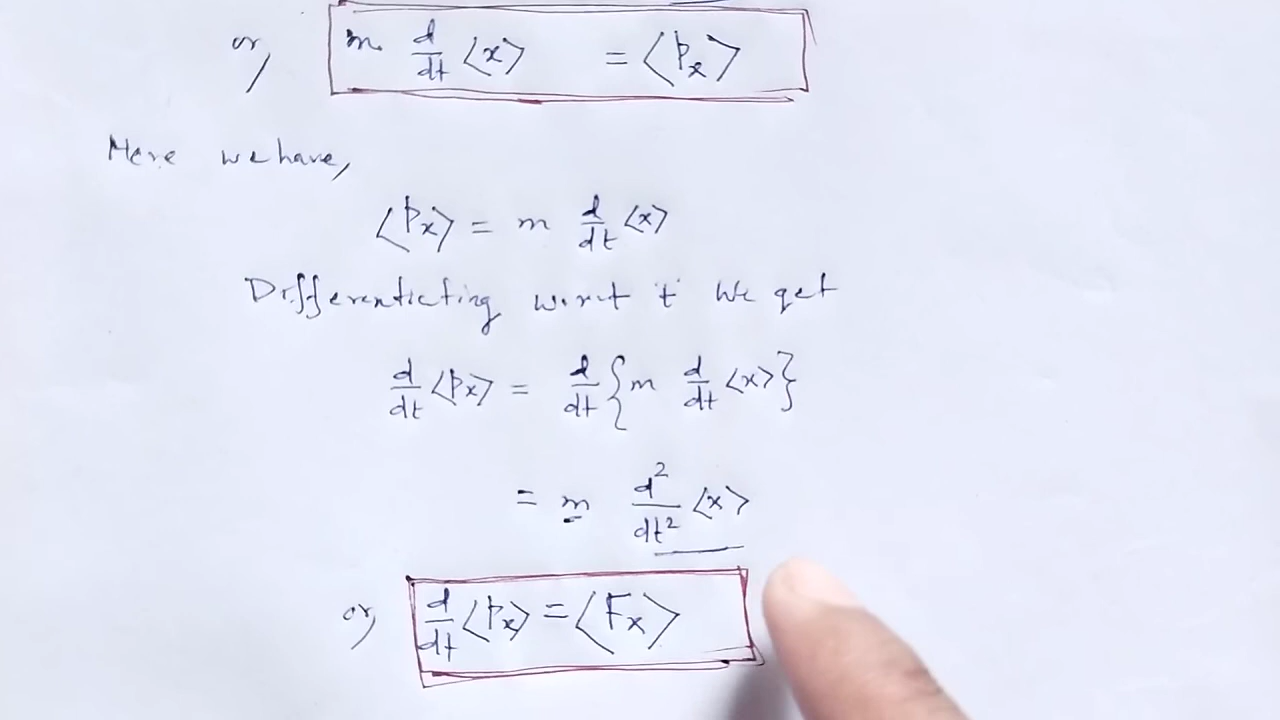 or, m d/dt ⟨x⟩ = ⟨Px⟩
Here we have,
⟨Px⟩ = m d/dt ⟨x⟩
Differentiating w.r.t t we get
d/dt ⟨Px⟩ = d/dt {m d/dt ⟨x⟩}
= m d²/dt² ⟨x⟩
or, d/dt ⟨Px⟩ = ⟨Fx⟩